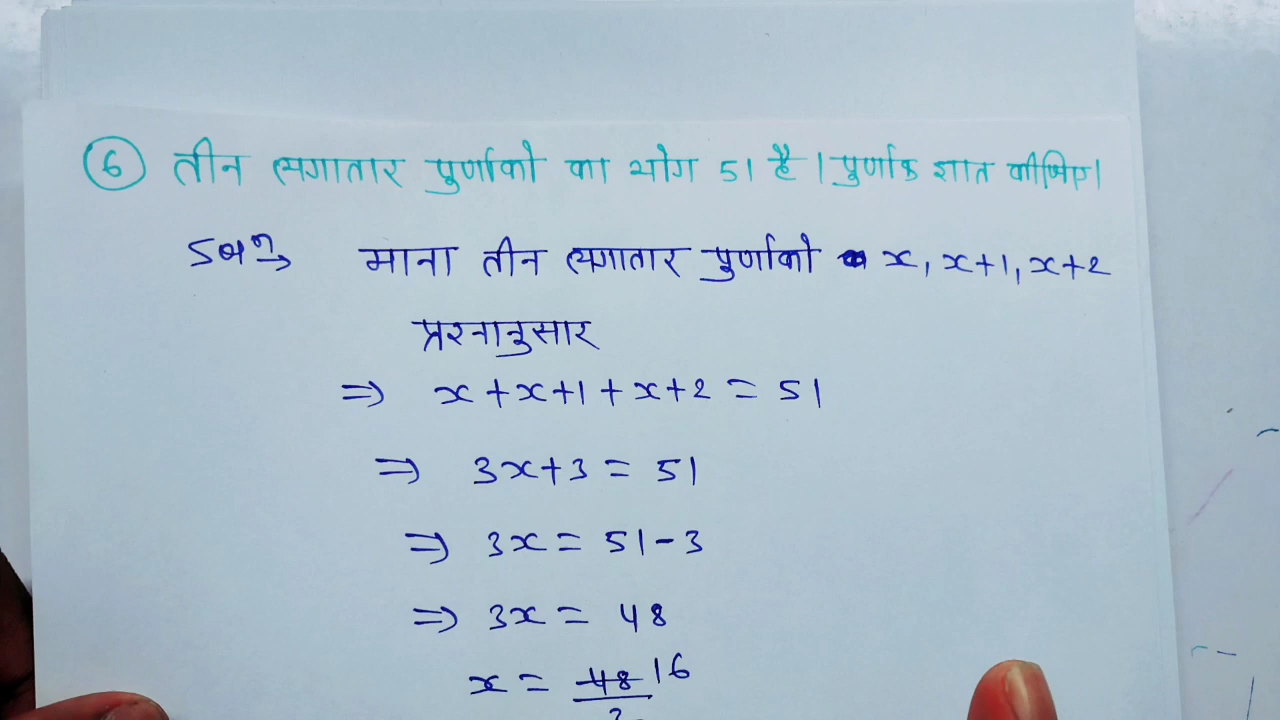 6 तीन लगातार पुर्णाको का योग 51 है । पुर्णाक ज्ञात कीजिए।
माना तीन लगातार पुर्णाको x, x+1, x+2
प्रश्नानुसार
⇒ x + x+1 + x+2 = 51
⇒ 3x+3 = 51
⇒ 3x = 51-3
⇒ 3x = 48
x = 48/3 16